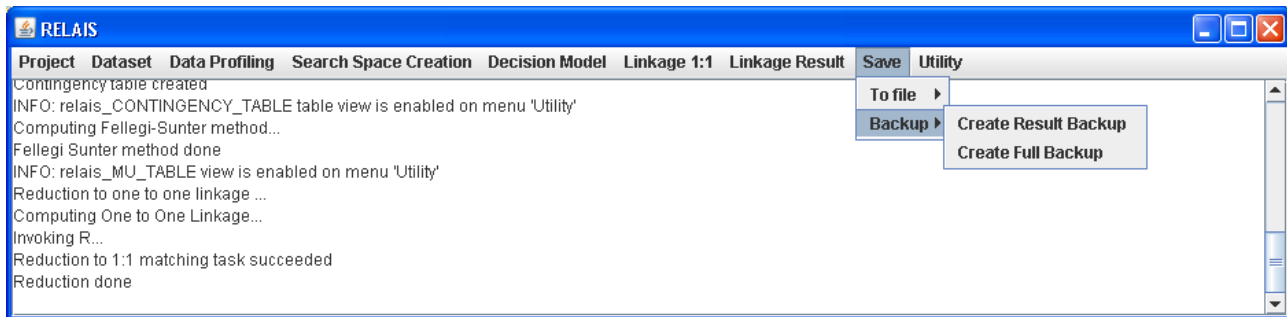 RELAIS
Project Dataset Data Profiling Search Space Creation Decision Model Linkage 1:1 Linkage Result Save Utility
To file
Backup
Create Result Backup
Create Full Backup
Contingency table created
INFO: relais_CONTINGENCY_TABLE table view is enabled on menu 'Utility'
Computing Fellegi-Sunter method...
Fellegi Sunter method done
INFO: relais_MU_TABLE view is enabled on menu 'Utility'
Reduction to one to one linkage ...
Computing One to One Linkage...
Invoking R...
Reduction to 1:1 matching task succeeded
Reduction done